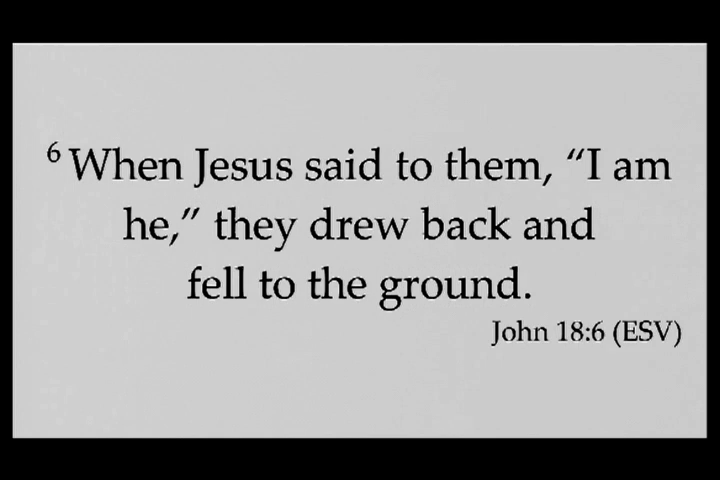 ⁶ When Jesus said to them, “I am
he,” they drew back and
fell to the ground.
John 18:6 (ESV)